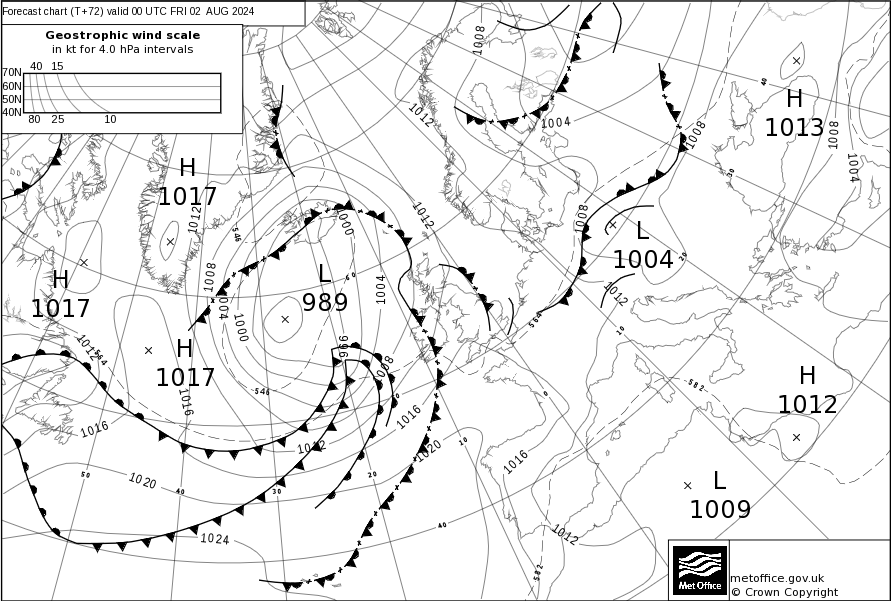 Forecast chart (T+72) valid 00 UTC FRI 02 AUG 2024
Geostrophic wind scale
in kt for 4.0 hPa intervals
40 15
70N
60N
50N
40N
80 25 10
1008
1012
1004
40
H
1013
1008
1004
1008
30
H
1017
1012
546
1000
1012
1008
L
1004
20
H
1017
1008
1004
1000
L
989
40
1004
1012
564
10
1012
564
H
1017
996
1008
546
1016
582
H
1012
0
0
1016
1016
1012
1020
10
1016
50
1020
40
30
20
L
1009
40
1024
1012
582
Met Office
metoffice.gov.uk
© Crown Copyright